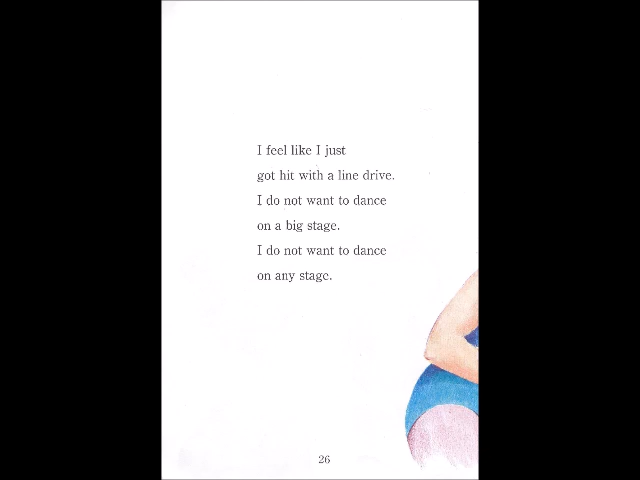 I feel like I just
got hit with a line drive.
I do not want to dance
on a big stage.
I do not want to dance
on any stage.
26